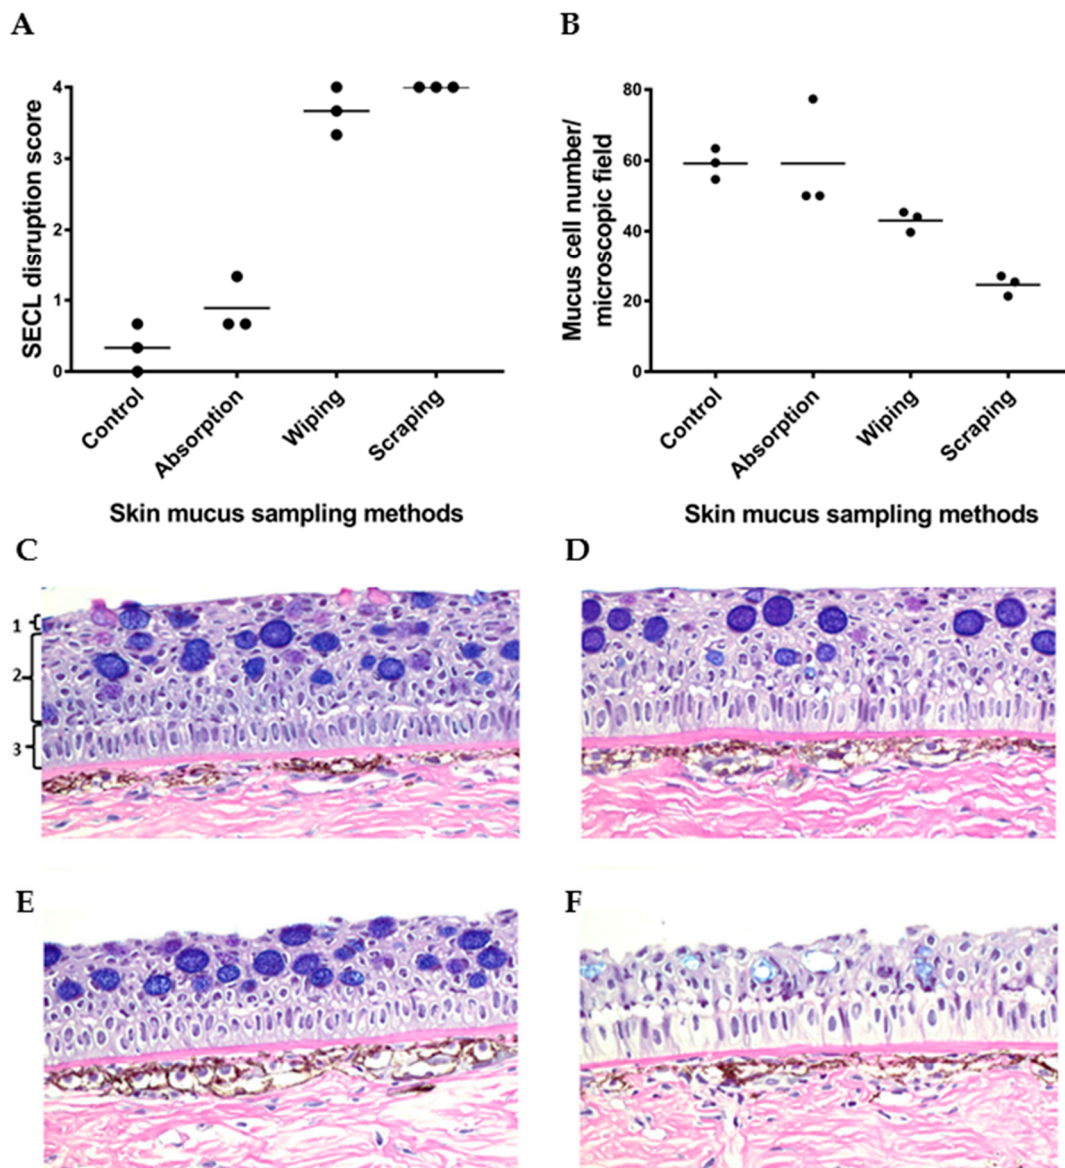 A
SECL disruption score
4
3
2
1
0
Control
Absorption
Wiping
Scraping
Skin mucus sampling methods
B
Mucus cell number/
microscopic field
80
60
40
20
0
Control
Absorption
Wiping
Scraping
Skin mucus sampling methods
C
1
2
3
D
E
F